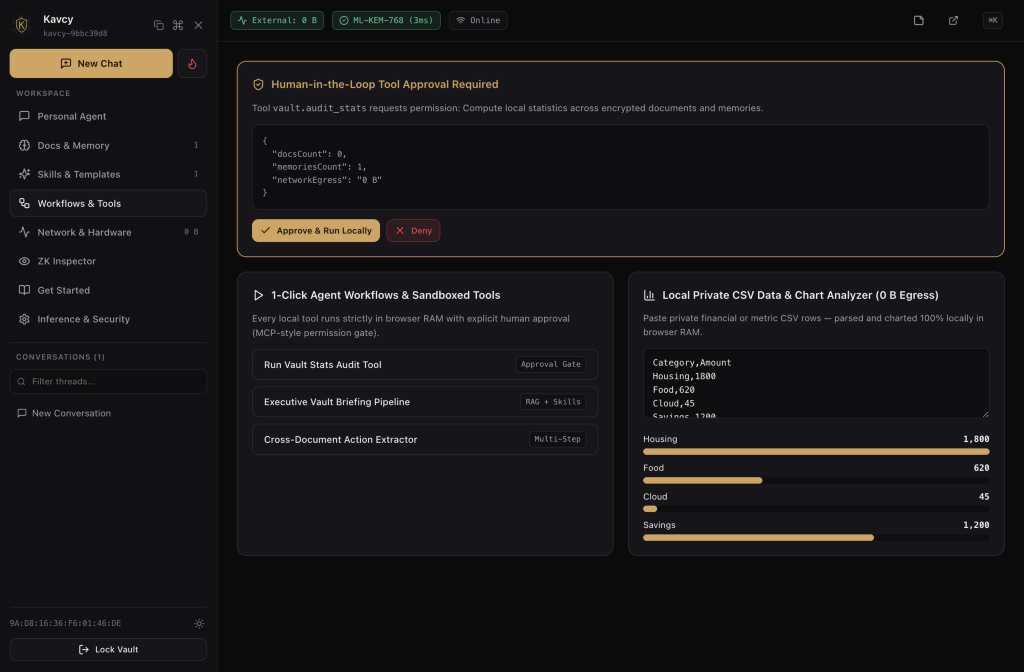 Kavcy
kavcy-9bbc39d8
New Chat
WORKSPACE
Personal Agent
Docs & Memory 1
Skills & Templates 1
Workflows & Tools
Network & Hardware 0 B
ZK Inspector
Get Started
Inference & Security
CONVERSATIONS (1)
Filter threads...
New Conversation
9A:D8:16:36:F6:01:46:DE
Lock Vault
External: 0 B
ML-KEM-768 (3ms)
Online
⌘K
Human-in-the-Loop Tool Approval Required
Tool vault.audit_stats requests permission: Compute local statistics across encrypted documents and memories.
{
"docsCount": 0,
"memoriesCount": 1,
"networkEgress": "0 B"
}
Approve & Run Locally
Deny
1-Click Agent Workflows & Sandboxed Tools
Every local tool runs strictly in browser RAM with explicit human approval
(MCP-style permission gate).
Run Vault Stats Audit Tool Approval Gate
Executive Vault Briefing Pipeline RAG + Skills
Cross-Document Action Extractor Multi-Step
Local Private CSV Data & Chart Analyzer (0 B Egress)
Paste private financial or metric CSV rows — parsed and charted 100% locally in
browser RAM.
Category,Amount
Housing,1800
Food,620
Cloud,45
Savings,1200
Housing 1,800
Food 620
Cloud 45
Savings 1,200